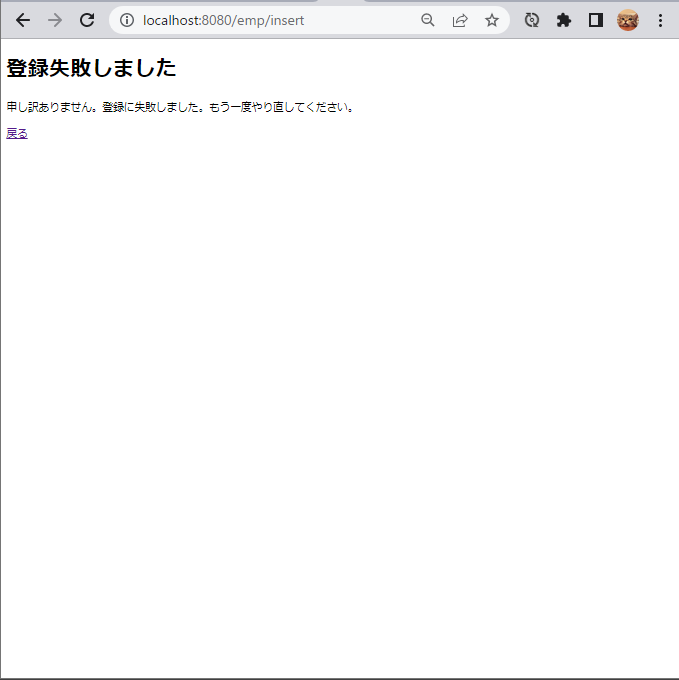 localhost:8080/emp/insert
登録失敗しました
申し訳ありません。登録に失敗しました。もう一度やり直してください。
戻る